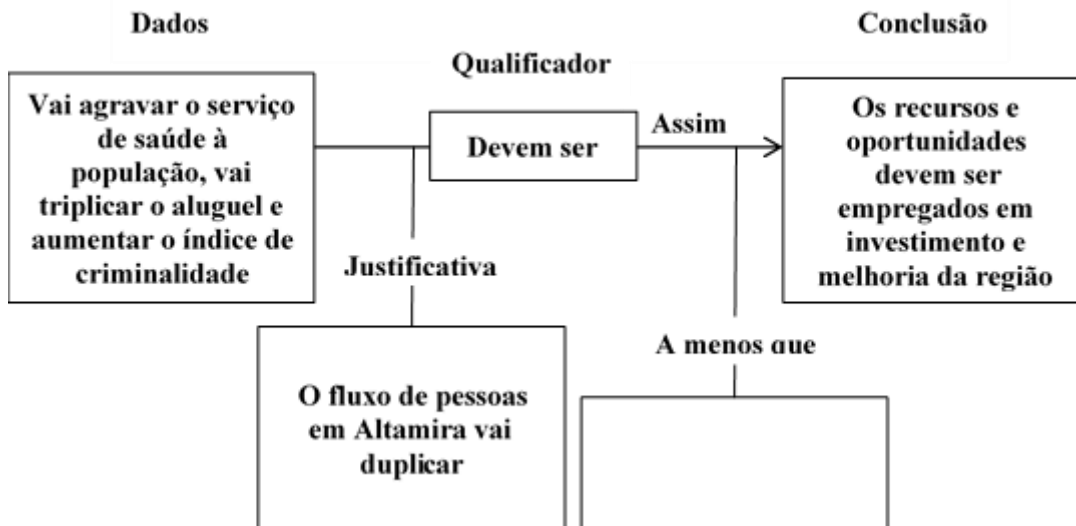 Dados
Conclusão
Qualificador
Vai agravar o serviço
de saúde à
população, vai
triplicar o aluguel e
aumentar o índice de
criminalidade
Devem ser
Assim
Os recursos e
oportunidades
devem ser
empregados em
investimento e
melhoria da região
Justificativa
A menos que
O fluxo de pessoas
em Altamira vai
duplicar